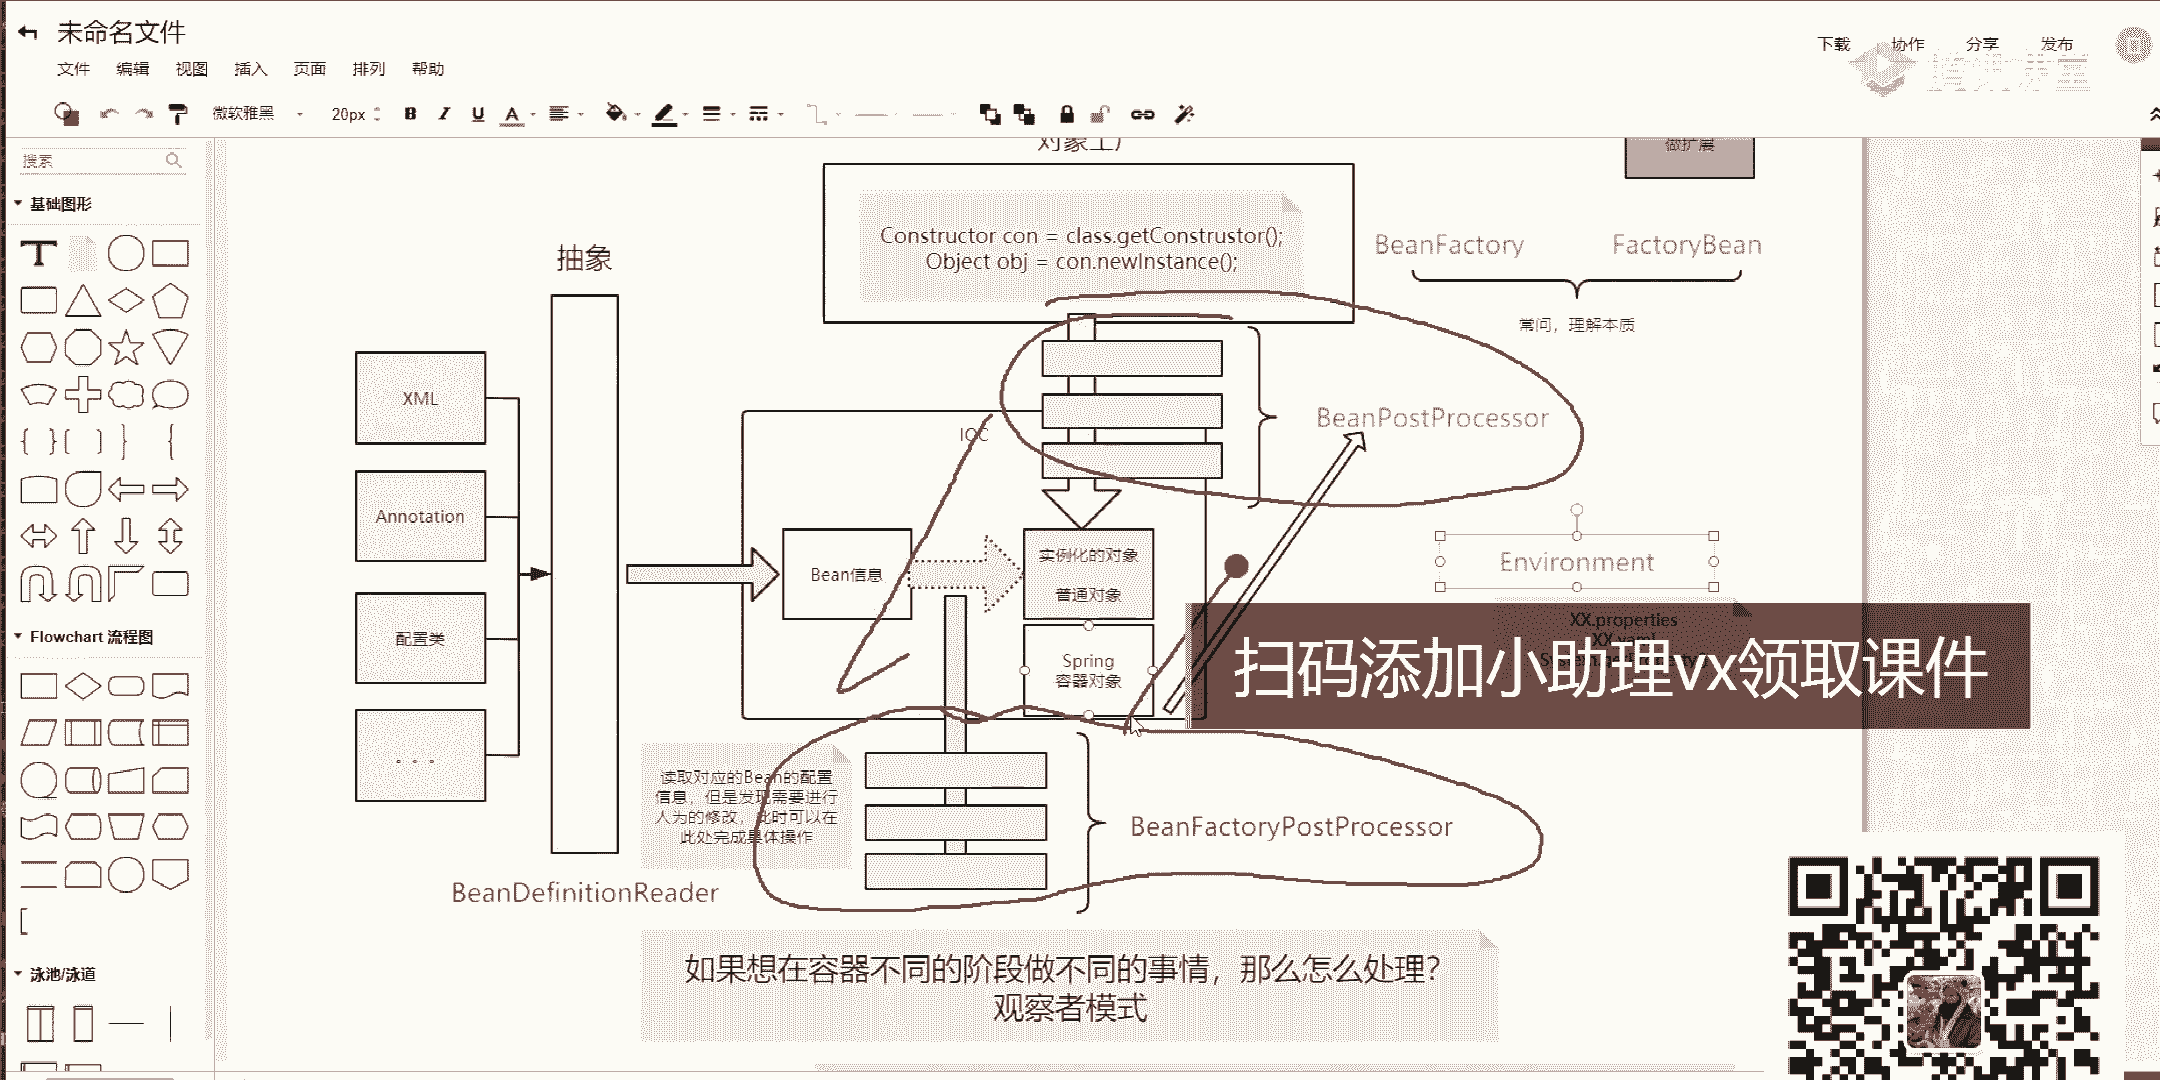 未命名文件
文件 编辑 视图 插入 页面 排列 帮助
下载 协作 分享 发布
腾讯课堂
微软雅黑 20px B I U A
搜索
基础图形
T
Flowchart 流程图
泳池/泳道
对象工厂
Constructor con = class.getConstrustor();
Object obj = con.newInstance();
做扩展
BeanFactory FactoryBean
常问，理解本质
抽象
XML
Annotation
配置类
。。。
IOC
BeanPostProcessor
Bean信息
实例化的对象
普通对象
Spring
容器对象
Environment
XX.properties
XX.yaml
扫码添加小助理vx领取课件
读取对应的Bean的配置
信息，但是发现需要进行
人为的修改，此时可以在
此处完成具体操作
BeanFactoryPostProcessor
BeanDefinitionReader
如果想在容器不同的阶段做不同的事情，那么怎么处理？
观察者模式